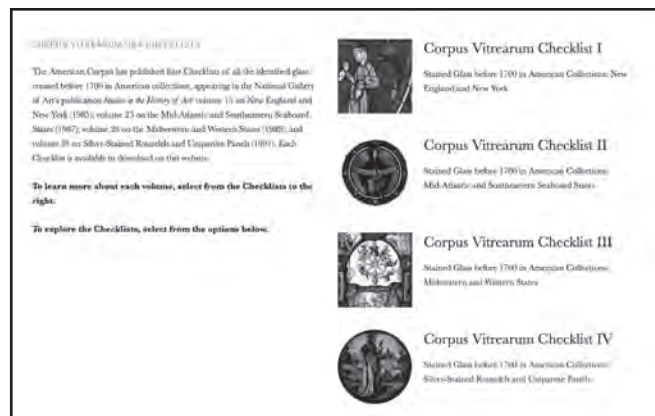 CORPUS VITREARUM USA CHECKLISTS
The American Corpus has published four Checklists of all the identified glass
created before 1700 in American collections, appearing in the National Gallery
of Art's publication Studies in the History of Art: volume 15 on New England and
New York (1985); volume 23 on the Mid-Atlantic and Southeastern Seaboard
States (1987); volume 28 on the Midwestern and Western States (1989); and
volume 39 on Silver-Stained Roundels and Unipartite Panels (1991). Each
Checklist is available to download on this website.
To learn more about each volume, select from the Checklists to the
right.
To explore the Checklists, select from the options below.
Corpus Vitrearum Checklist I
Stained Glass before 1700 in American Collections: New
England and New York
Corpus Vitrearum Checklist II
Stained Glass before 1700 in American Collections:
Mid-Atlantic and Southeastern Seaboard States
Corpus Vitrearum Checklist III
Stained Glass before 1700 in American Collections:
Midwestern and Western States
Corpus Vitrearum Checklist IV
Stained Glass before 1700 in American Collections:
Silver-Stained Roundels and Unipartite Panels